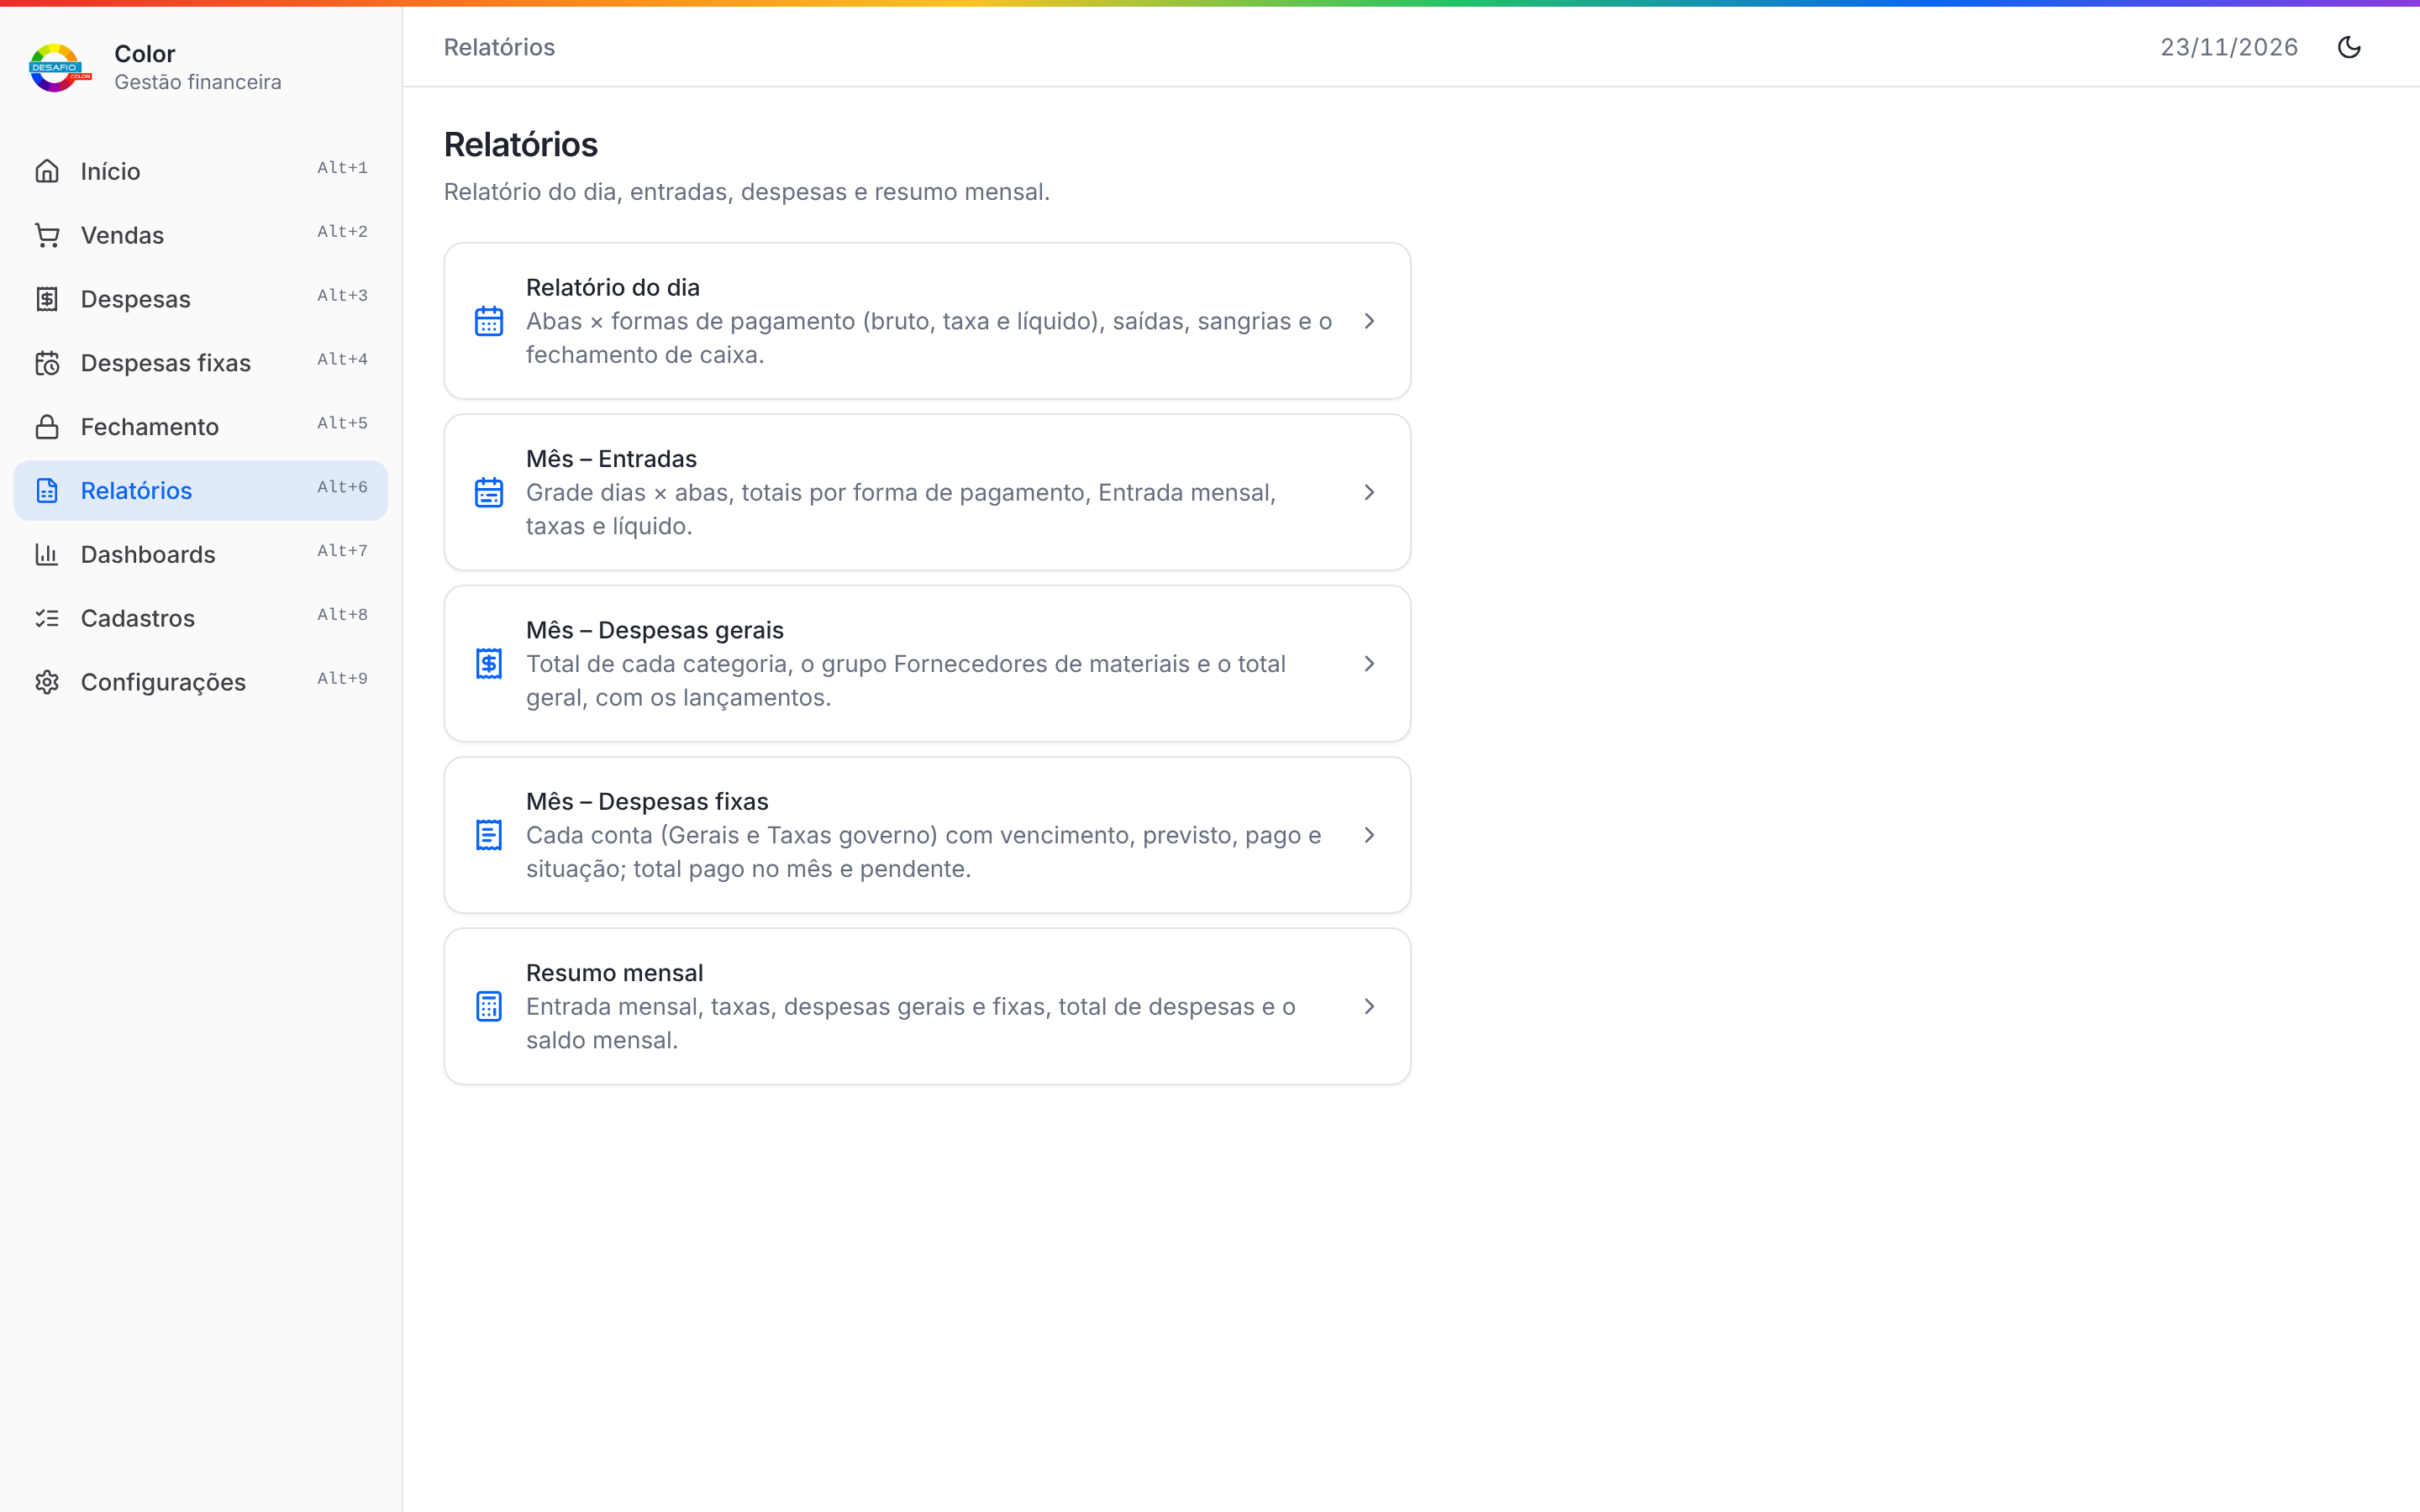 DESAFIO
COLOR
Color
Gestão financeira
Início Alt+1
Vendas Alt+2
Despesas Alt+3
Despesas fixas Alt+4
Fechamento Alt+5
Relatórios Alt+6
Dashboards Alt+7
Cadastros Alt+8
Configurações Alt+9
Relatórios 23/11/2026
Relatórios
Relatório do dia, entradas, despesas e resumo mensal.
Relatório do dia
Abas × formas de pagamento (bruto, taxa e líquido), saídas, sangrias e o
fechamento de caixa.
Mês – Entradas
Grade dias × abas, totais por forma de pagamento, Entrada mensal,
taxas e líquido.
Mês – Despesas gerais
Total de cada categoria, o grupo Fornecedores de materiais e o total
geral, com os lançamentos.
Mês – Despesas fixas
Cada conta (Gerais e Taxas governo) com vencimento, previsto, pago e
situação; total pago no mês e pendente.
Resumo mensal
Entrada mensal, taxas, despesas gerais e fixas, total de despesas e o
saldo mensal.